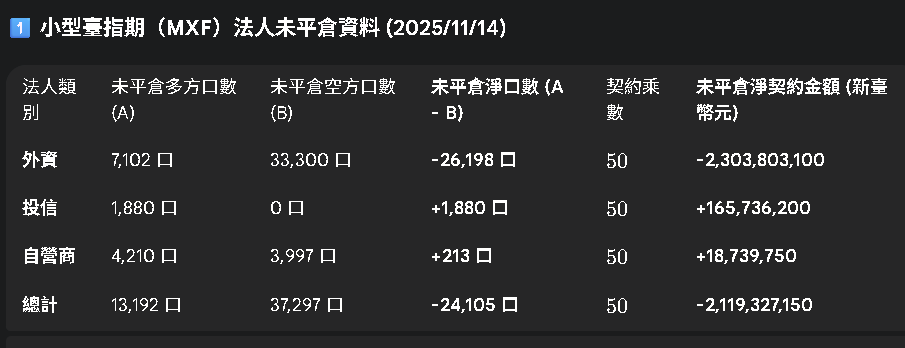 1 小型臺指期（MXF）法人未平倉資料 (2025/11/14)
法人類別 未平倉多方口數 (A) 未平倉空方口數 (B) 未平倉淨口數 (A - B) 契約乘數 未平倉淨契約金額 (新臺幣元)
外資 7,102 口 33,300 口 -26,198 口 50 -2,303,803,100
投信 1,880 口 0 口 +1,880 口 50 +165,736,200
自營商 4,210 口 3,997 口 +213 口 50 +18,739,750
總計 13,192 口 37,297 口 -24,105 口 50 -2,119,327,150